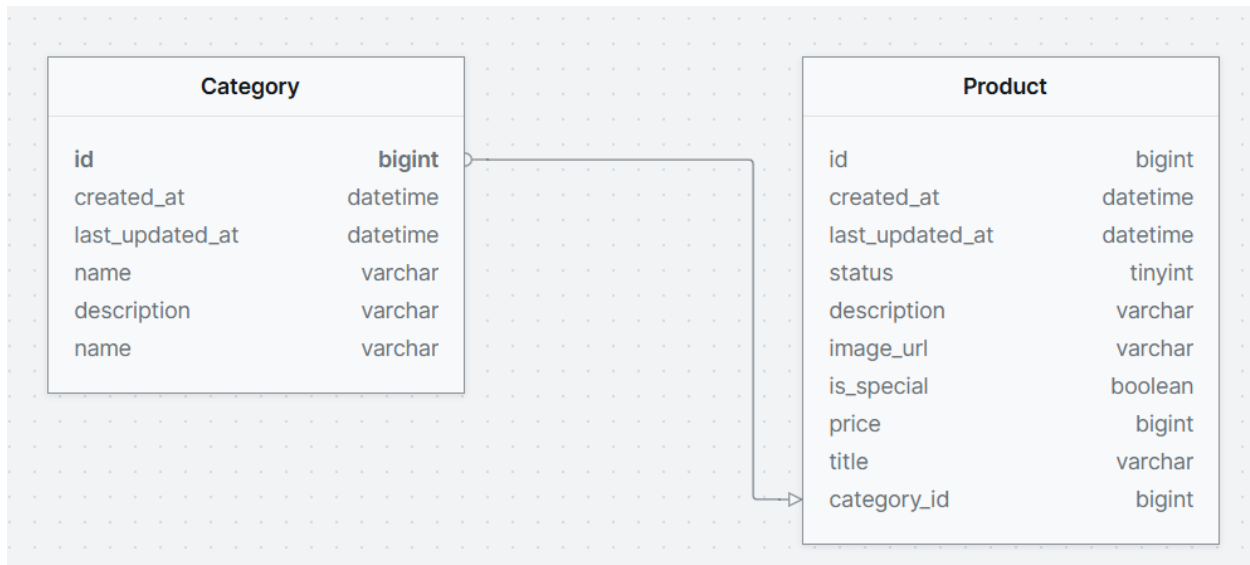 Category
id bigint
created_at datetime
last_updated_at datetime
name varchar
description varchar
name varchar
Product
id bigint
created_at datetime
last_updated_at datetime
status tinyint
description varchar
image_url varchar
is_special boolean
price bigint
title varchar
category_id bigint